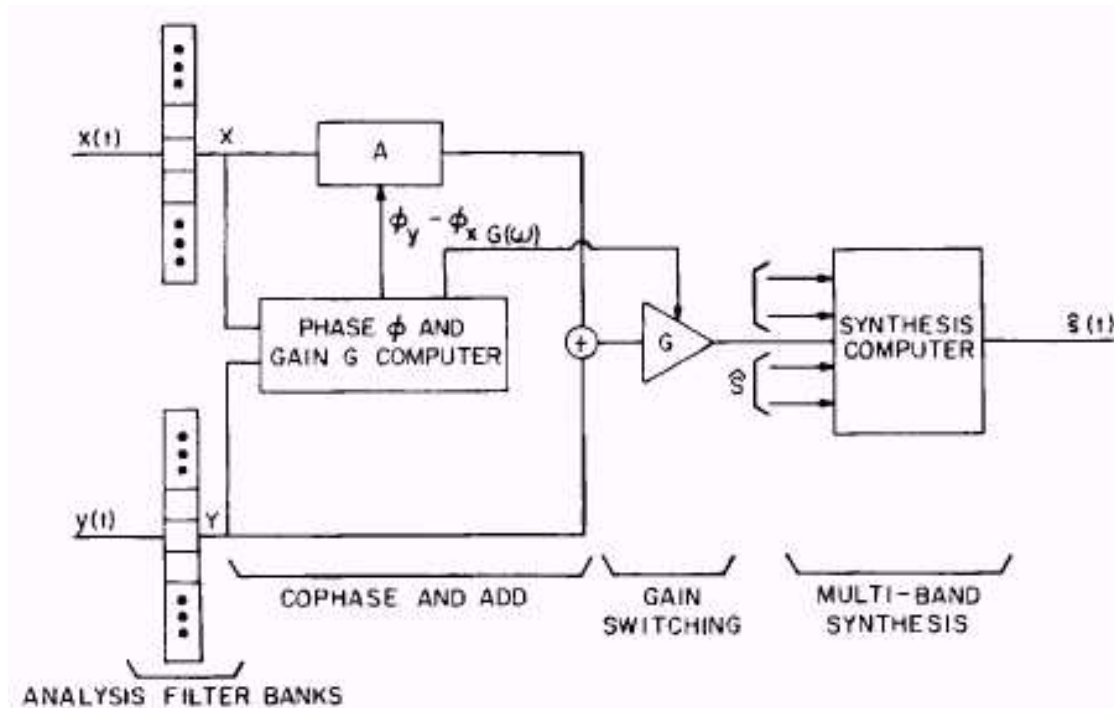 x(t)
X
A
ϕy − ϕx
G(ω)
PHASE ϕ AND
GAIN G COMPUTER
+
G
Ŝ
SYNTHESIS
COMPUTER
ŝ(t)
y(t)
Y
COPHASE AND ADD
GAIN
SWITCHING
MULTI-BAND
SYNTHESIS
ANALYSIS FILTER BANKS